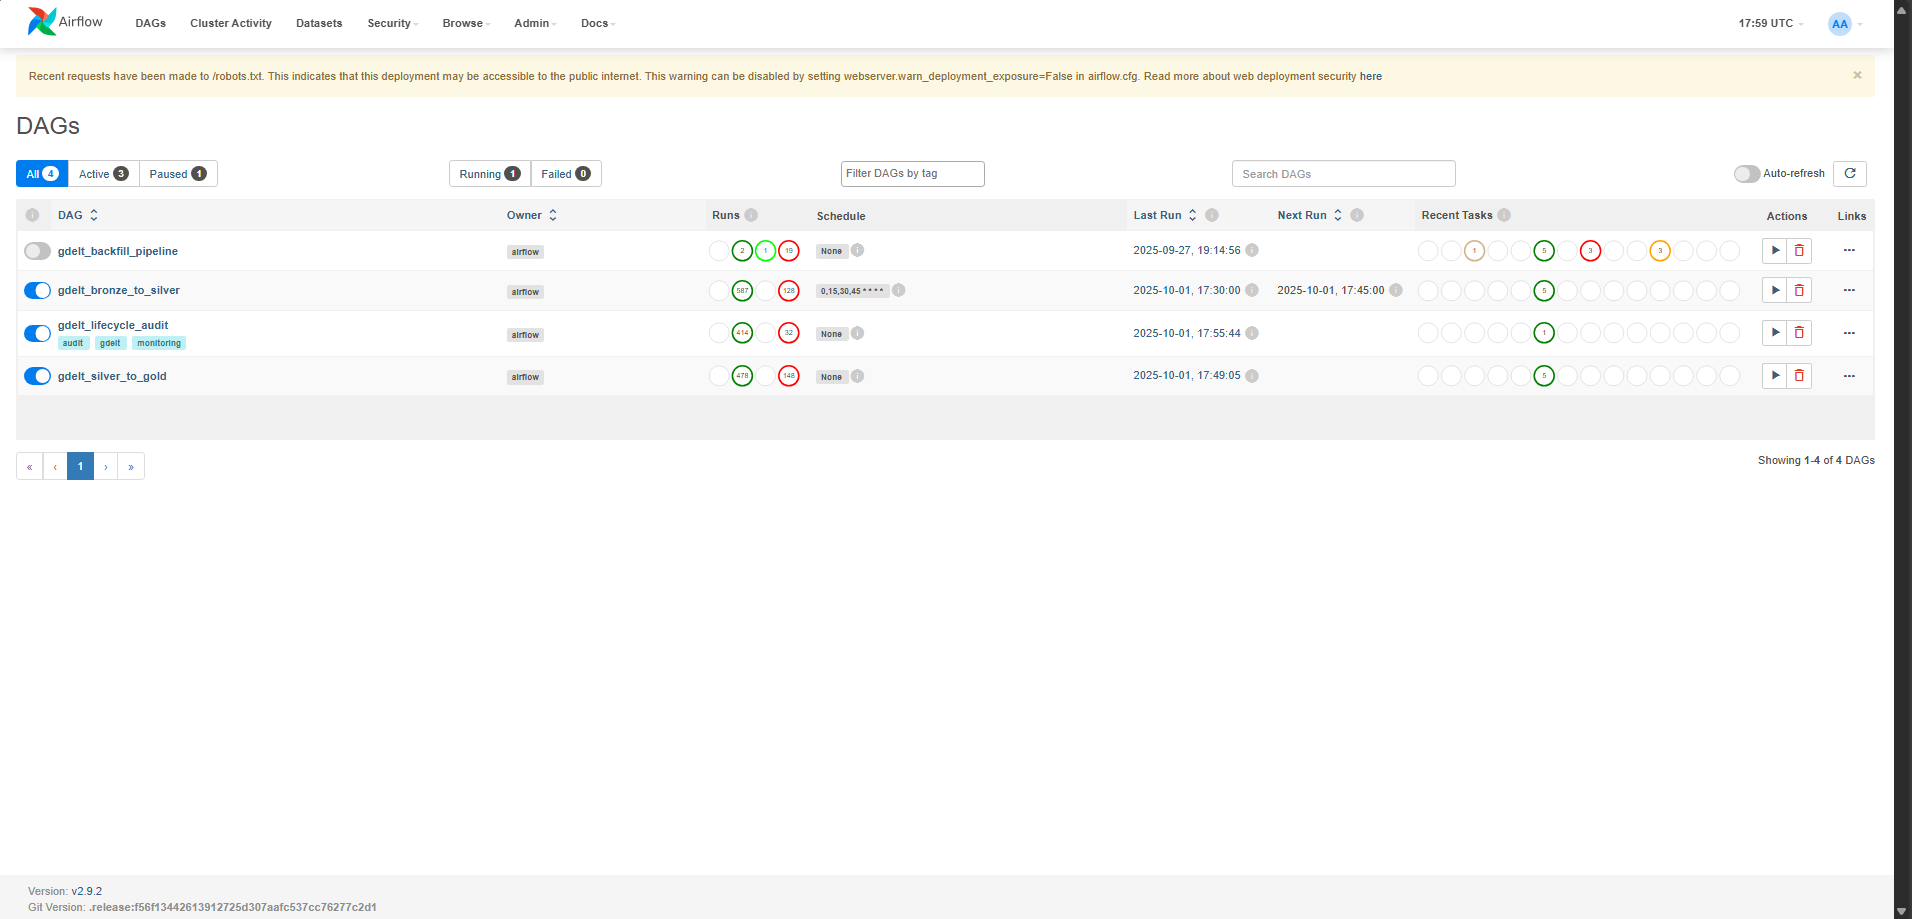 Airflow DAGs Cluster Activity Datasets Security Browse Admin Docs 17:59 UTC AA
Recent requests have been made to /robots.txt. This indicates that this deployment may be accessible to the public internet. This warning can be disabled by setting webserver.warn_deployment_exposure=False in airflow.cfg. Read more about web deployment security here ×
DAGs
All 4 Active 3 Paused 1 Running 1 Failed 0 Filter DAGs by tag Search DAGs Auto-refresh
DAG Owner Runs Schedule Last Run Next Run Recent Tasks Actions Links
gdelt_backfill_pipeline airflow 2 1 19 None 2025-09-27, 19:14:56 1 5 3 3
gdelt_bronze_to_silver airflow 587 128 0,15,30,45 * * * * 2025-10-01, 17:30:00 2025-10-01, 17:45:00 5
gdelt_lifecycle_audit airflow 414 32 None 2025-10-01, 17:55:44 1
audit gdelt monitoring
gdelt_silver_to_gold airflow 478 148 None 2025-10-01, 17:49:05 5
« ‹ 1 › » Showing 1-4 of 4 DAGs
Version: v2.9.2
Git Version: .release:f56f13442613912725d307aafc537cc76277c2d1